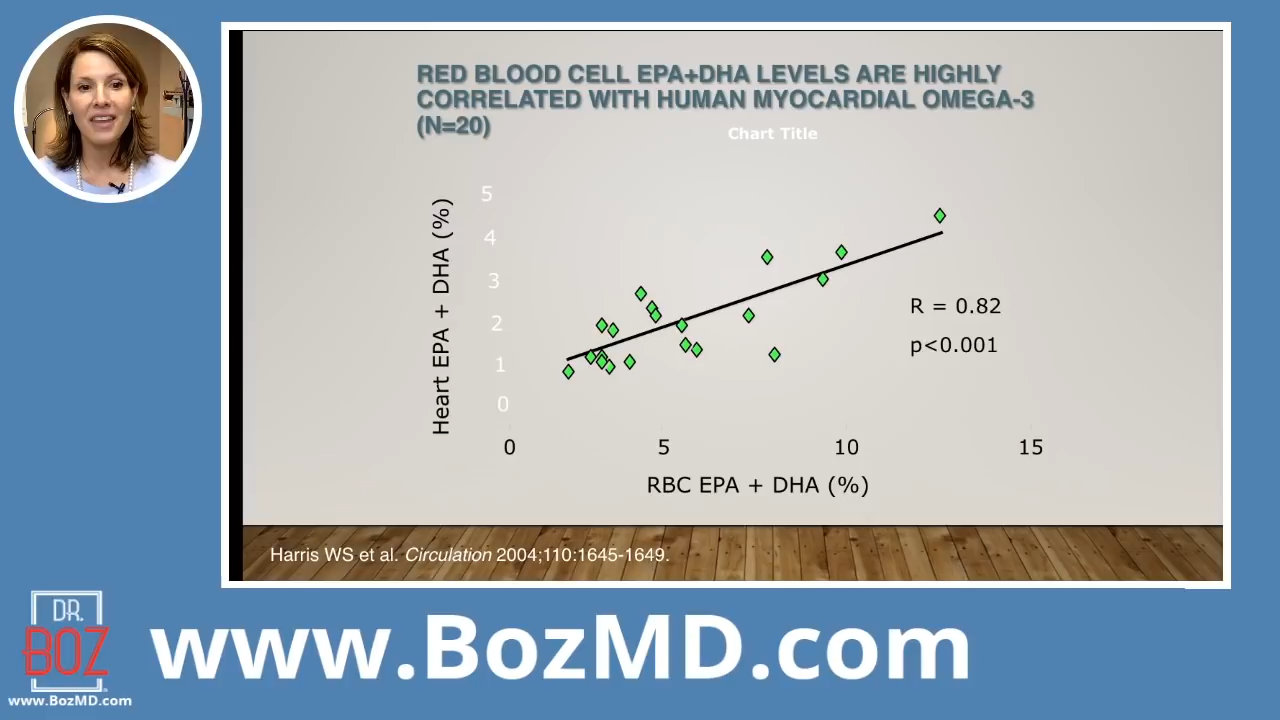 RED BLOOD CELL EPA+DHA LEVELS ARE HIGHLY
CORRELATED WITH HUMAN MYOCARDIAL OMEGA-3
(N=20)
Chart Title
Heart EPA + DHA (%)
5
4
3
2
1
0
R = 0.82
p<0.001
0 5 10 15
RBC EPA + DHA (%)
Harris WS et al. Circulation 2004;110:1645-1649.
DR.
BOZ
www.BozMD.com
www.BozMD.com